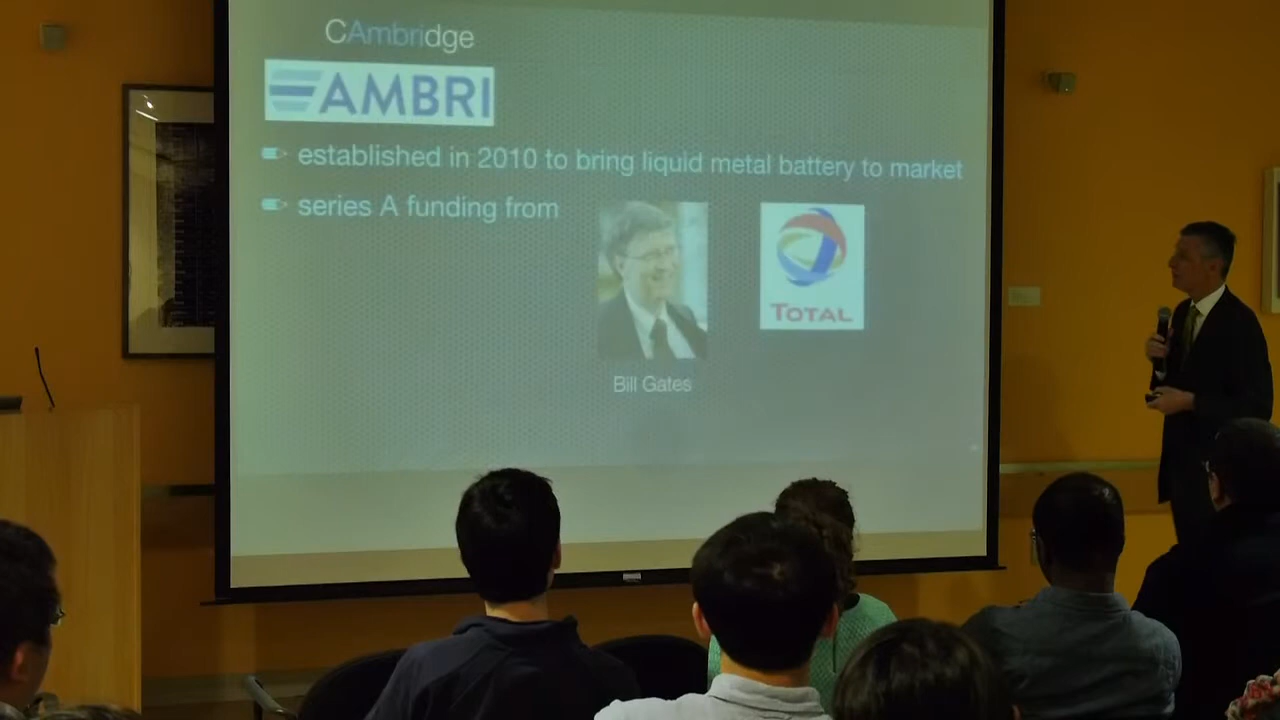 CAmbridge
AMBRI
established in 2010 to bring liquid metal battery to market
series A funding from
TOTAL
Bill Gates